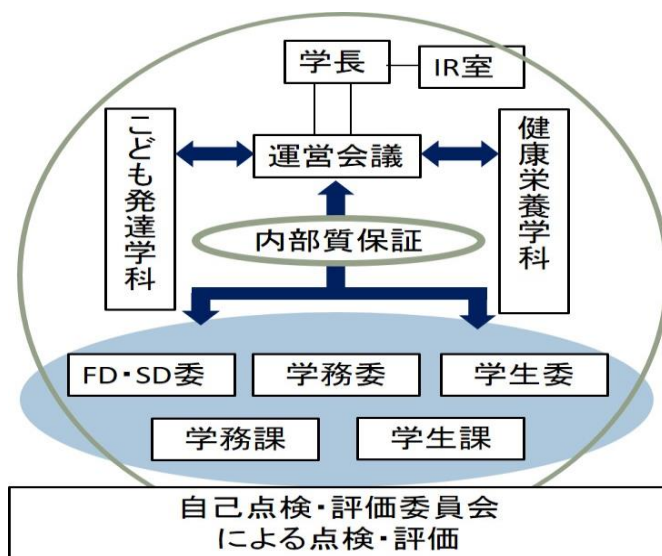 学長
IR室
こども発達学科
運営会議
健康栄養学科
内部質保証
FD・SD委
学務委
学生委
学務課
学生課
自己点検・評価委員会
による点検・評価